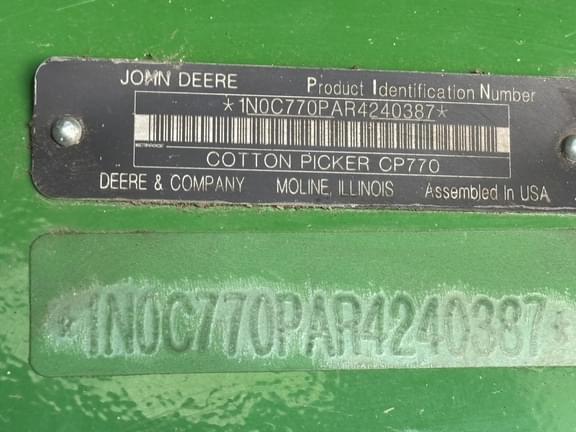 JOHN DEERE Product Identification Number
*1N0C770PAR4240387*
COTTON PICKER CP770
DEERE & COMPANY MOLINE, ILLINOIS Assembled In USA
*1N0C770PAR4240387*